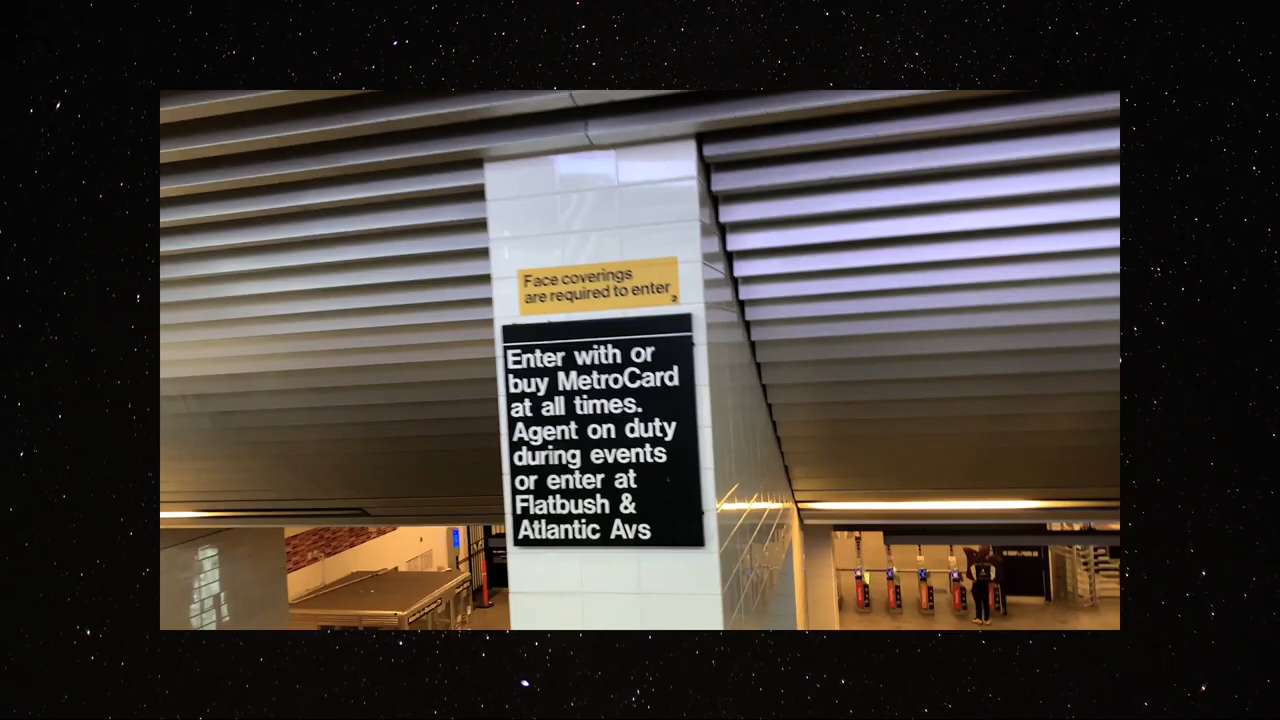 Face coverings
are required to enter
Enter with or
buy MetroCard
at all times.
Agent on duty
during events
or enter at
Flatbush &
Atlantic Avs